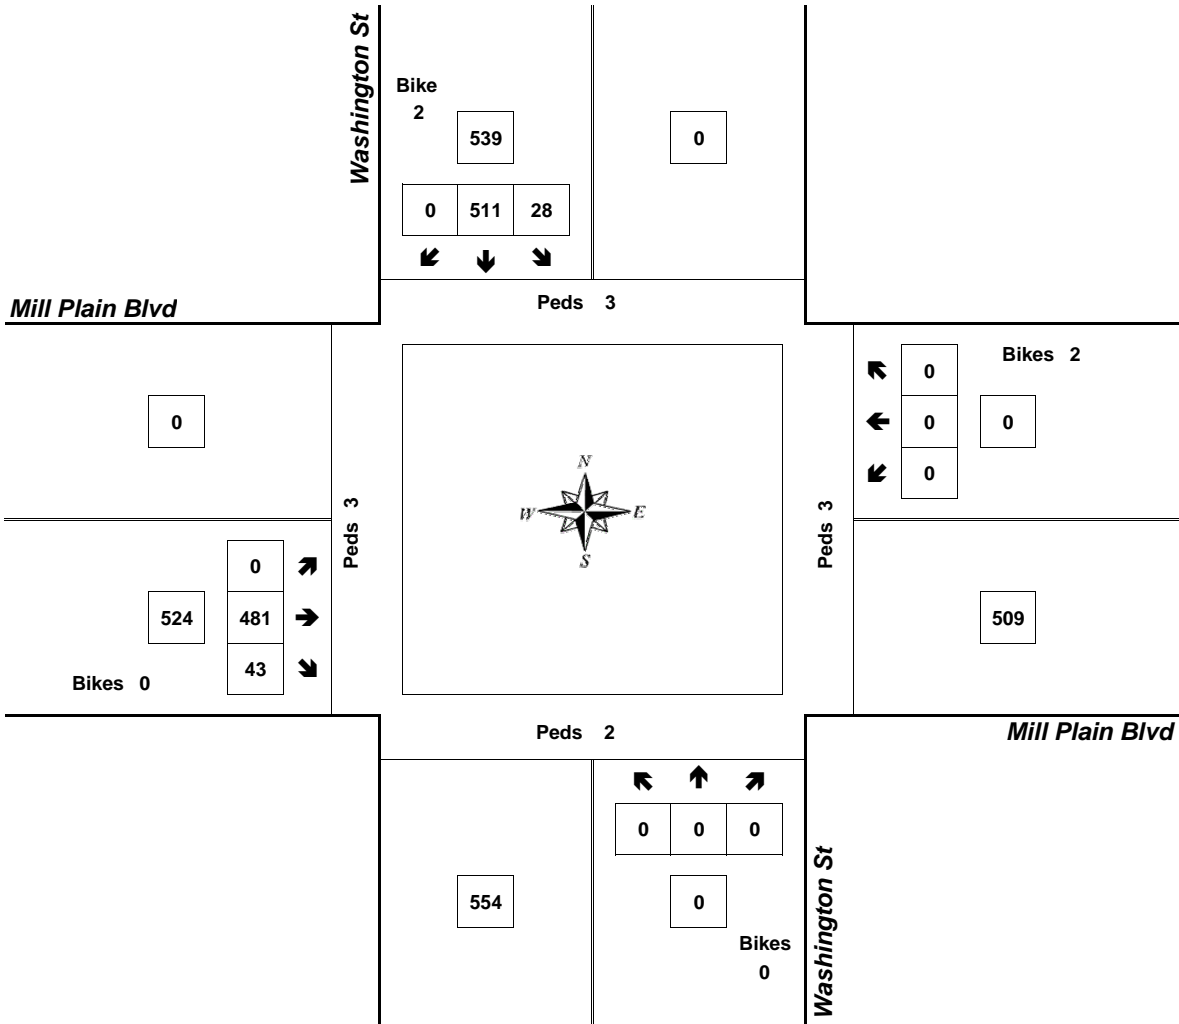 Washington St
Bike
2
539
0
0 511 28
Peds 3
Mill Plain Blvd
0
Bikes 2
0
0
0
0
N
W E
S
Peds 3
Peds 3
0
524
481
43
Bikes 0
509
Peds 2
Mill Plain Blvd
0 0 0
554
0
Bikes
0
Washington St